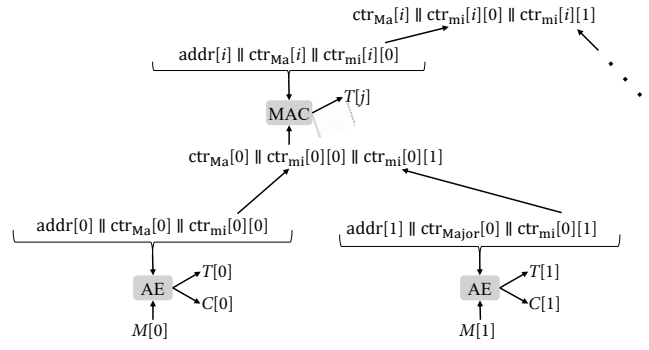 ctr_Ma[i] ∥ ctr_mi[i][0] ∥ ctr_mi[i][1]
addr[i] ∥ ctr_Ma[i] ∥ ctr_mi[i][0]
T[j]
MAC
ctr_Ma[0] ∥ ctr_mi[0][0] ∥ ctr_mi[0][1]
addr[0] ∥ ctr_Ma[0] ∥ ctr_mi[0][0]
addr[1] ∥ ctr_Major[0] ∥ ctr_mi[0][1]
T[0]
AE
C[0]
M[0]
T[1]
AE
C[1]
M[1]